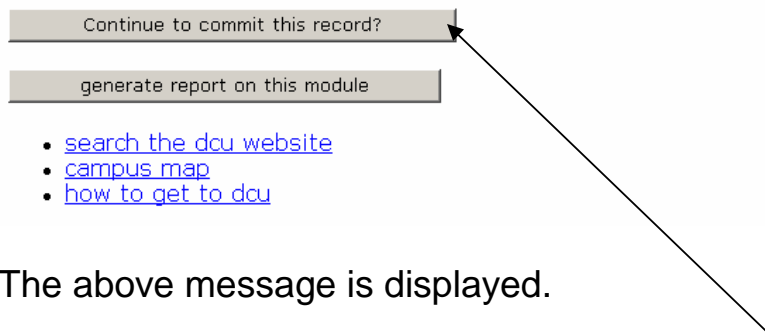 Continue to commit this record?
generate report on this module
• search the dcu website
• campus map
• how to get to dcu
The above message is displayed.